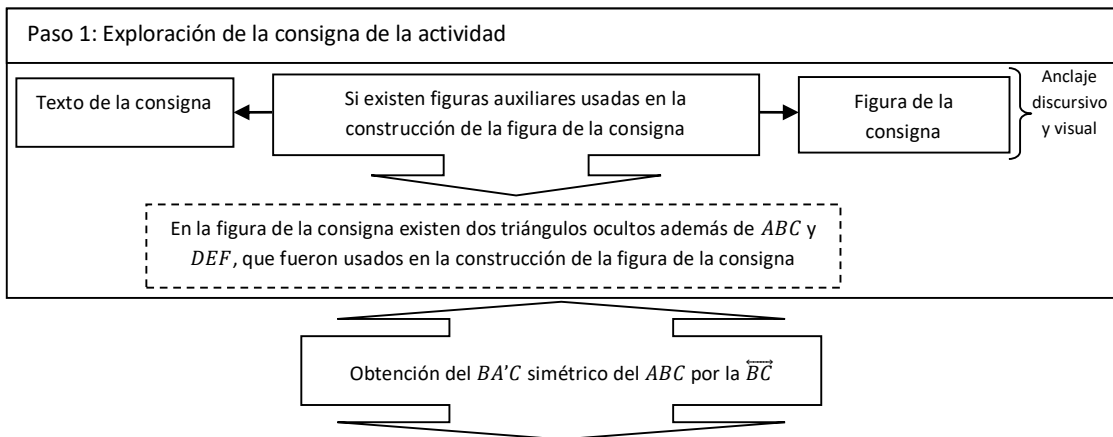 Paso 1: Exploración de la consigna de la actividad
Texto de la consigna
Si existen figuras auxiliares usadas en la
construcción de la figura de la consigna
Figura de la
consigna
Anclaje
discursivo
y visual
En la figura de la consigna existen dos triángulos ocultos además de ABC y
DEF, que fueron usados en la construcción de la figura de la consigna
Obtención del BA’C simétrico del ABC por la \overleftrightarrow{BC}